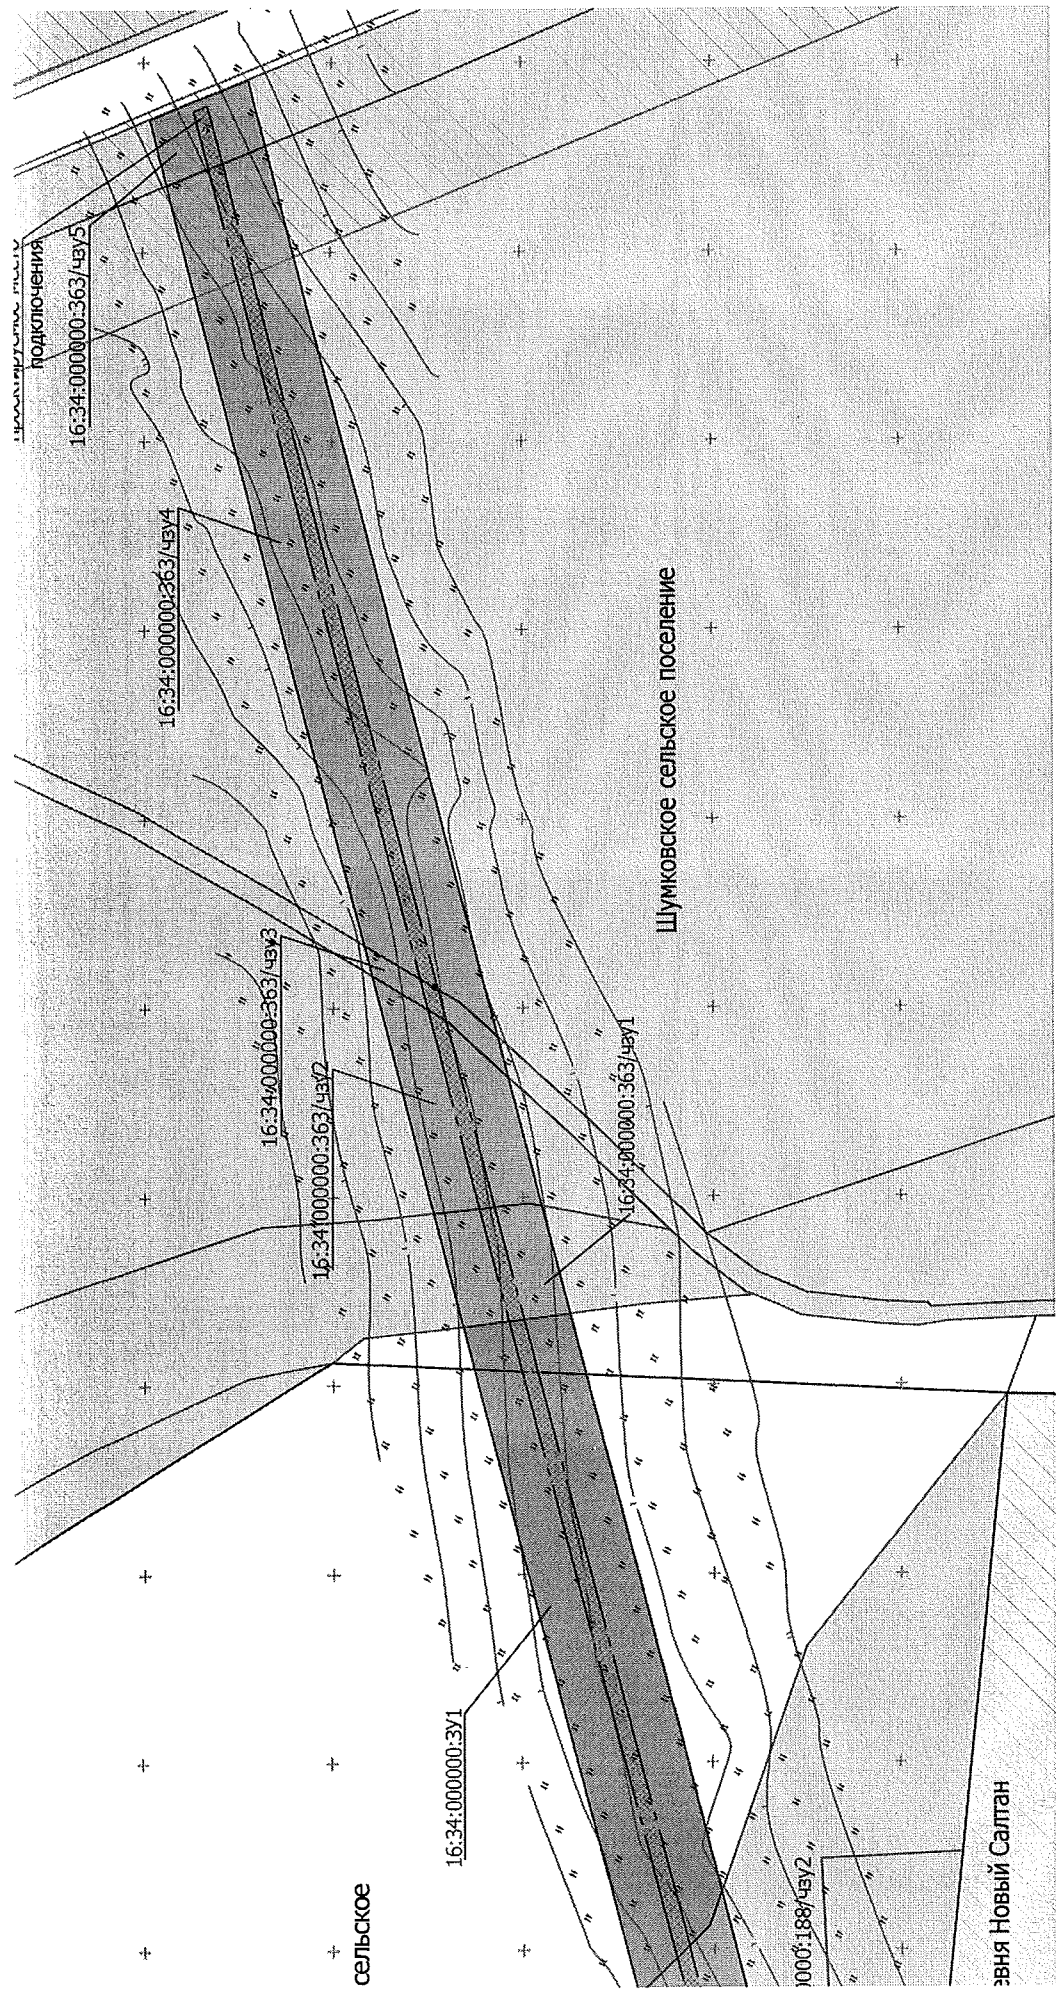 подключения
16:34:000000:363/чзу5
16:34:000000:363/чзу4
16:34:000000:363/чзу3
16:34:000000:363/чзу2
16:34:000000:363/чзу1
Шумковское сельское поселение
16:34:000000:ЗУ1
сельское
0000:188/чзу2
евня Новый Салтан